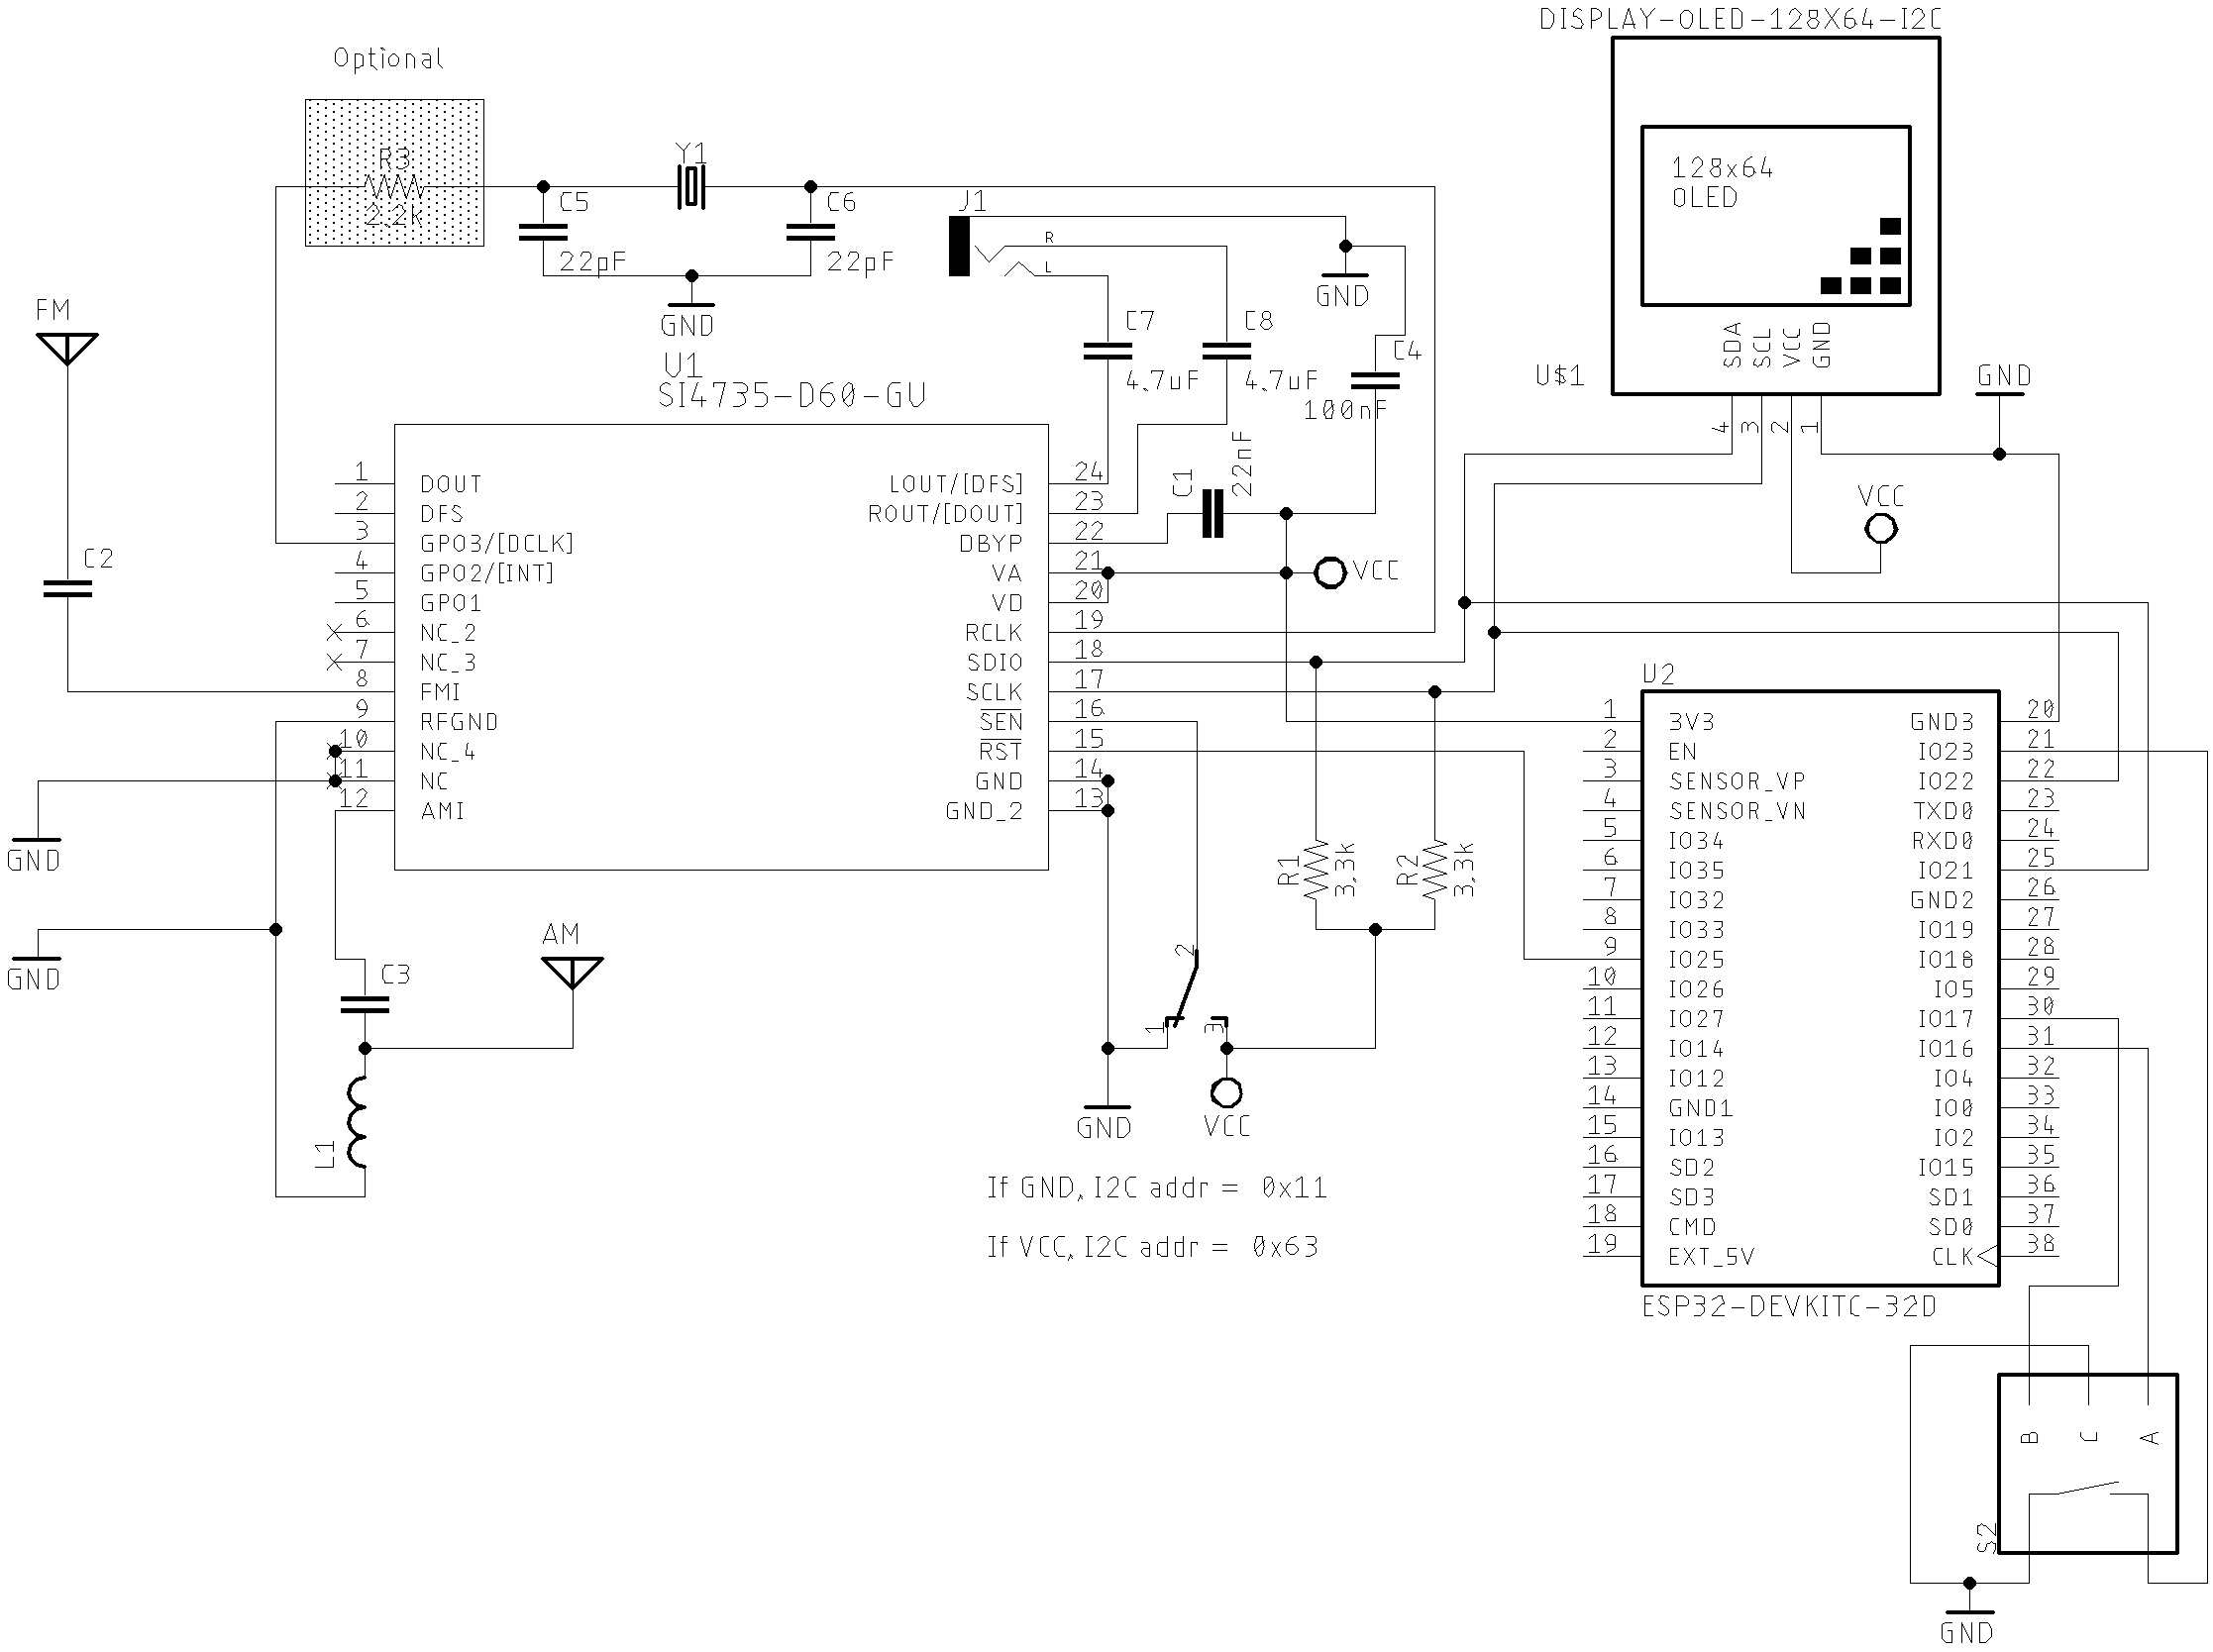 DISPLAY-OLED-128X64-I2C
Optional
R3
2.2k
C5
22pF
Y1
C6
22pF
GND
J1
R
L
GND
128x64
OLED
SDA
SCL
VCC
GND
U$1
4
3
2
1
GND
VCC
FM
C2
C7
4.7uF
C8
4.7uF
C4
100nF
C1
22nF
VCC
U1
SI4735-D60-GU
1 DOUT
2 DFS
3 GPO3/[DCLK]
4 GPO2/[INT]
5 GPO1
6 NC_2
7 NC_3
8 FMI
9 RFGND
10 NC_4
11 NC
12 AMI
LOUT/[DFS] 24
ROUT/[DOUT] 23
DBYP 22
VA 21
VD 20
RCLK 19
SDIO 18
SCLK 17
SEN 16
RST 15
GND 14
GND_2 13
GND
GND
C3
AM
L1
R1
3,3k
R2
3,3k
2
1
3
GND
VCC
If GND, I2C addr = 0x11
If VCC, I2C addr = 0x63
U2
1 3V3
2 EN
3 SENSOR_VP
4 SENSOR_VN
5 IO34
6 IO35
7 IO32
8 IO33
9 IO25
10 IO26
11 IO27
12 IO14
13 IO12
14 GND1
15 IO13
16 SD2
17 SD3
18 CMD
19 EXT_5V
GND3 20
IO23 21
IO22 22
TXD0 23
RXD0 24
IO21 25
GND2 26
IO19 27
IO18 28
IO5 29
IO17 30
IO16 31
IO4 32
IO0 33
IO2 34
IO15 35
SD1 36
SD0 37
CLK 38
ESP32-DEVKITC-32D
B
C
A
S2
GND